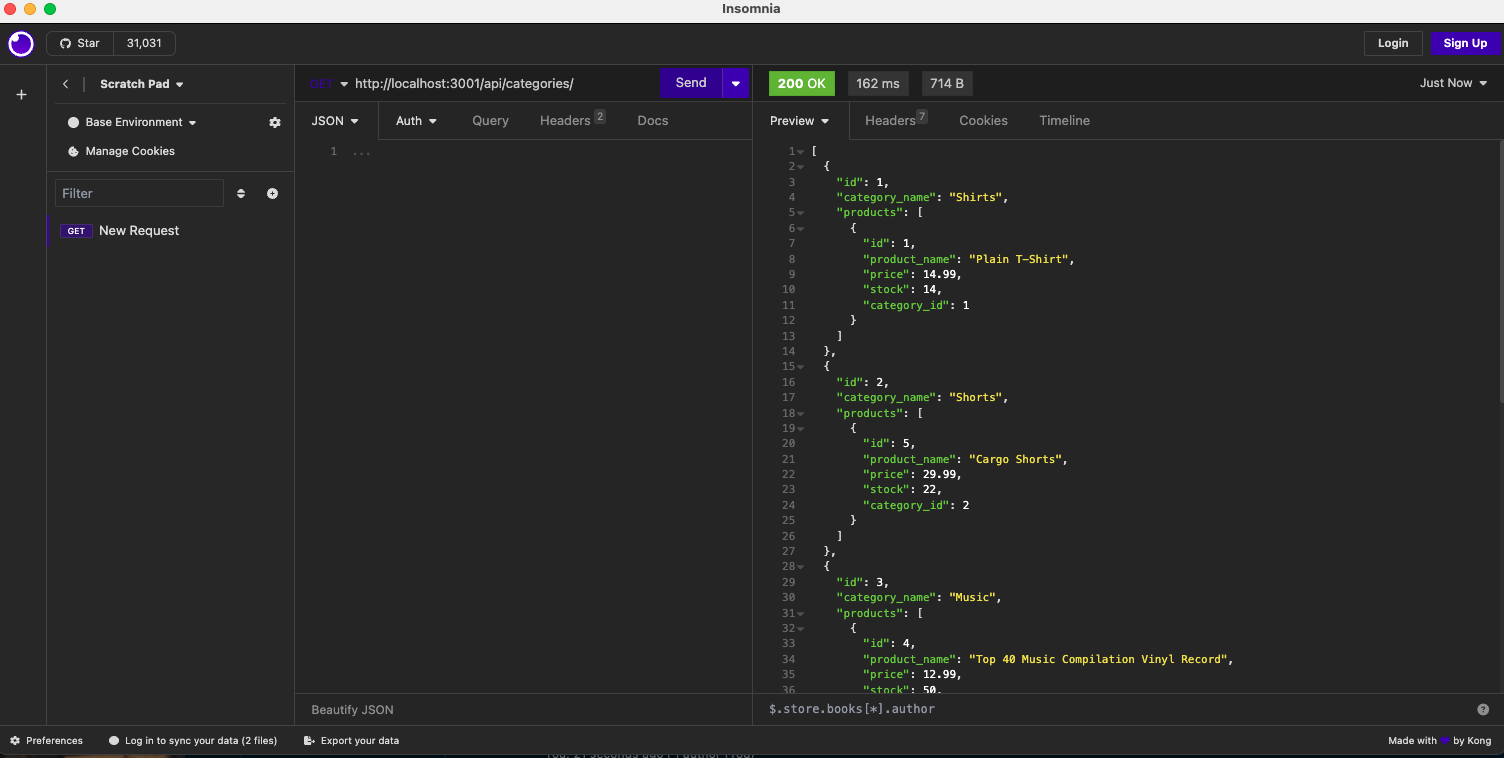 Insomnia
Star 31,031 Login Sign Up
Scratch Pad
Base Environment
Manage Cookies
Filter
GET New Request
GET http://localhost:3001/api/categories/ Send
JSON Auth Query Headers 2 Docs
1 ...
Beautify JSON
200 OK 162 ms 714 B Just Now
Preview Headers 7 Cookies Timeline
1 [
2 {
3 "id": 1,
4 "category_name": "Shirts",
5 "products": [
6 {
7 "id": 1,
8 "product_name": "Plain T-Shirt",
9 "price": 14.99,
10 "stock": 14,
11 "category_id": 1
12 }
13 ]
14 },
15 {
16 "id": 2,
17 "category_name": "Shorts",
18 "products": [
19 {
20 "id": 5,
21 "product_name": "Cargo Shorts",
22 "price": 29.99,
23 "stock": 22,
24 "category_id": 2
25 }
26 ]
27 },
28 {
29 "id": 3,
30 "category_name": "Music",
31 "products": [
32 {
33 "id": 4,
34 "product_name": "Top 40 Music Compilation Vinyl Record",
35 "price": 12.99,
36 "stock": 50,
$.store.books[*].author
Preferences Log in to sync your data (2 files) Export your data Made with by Kong